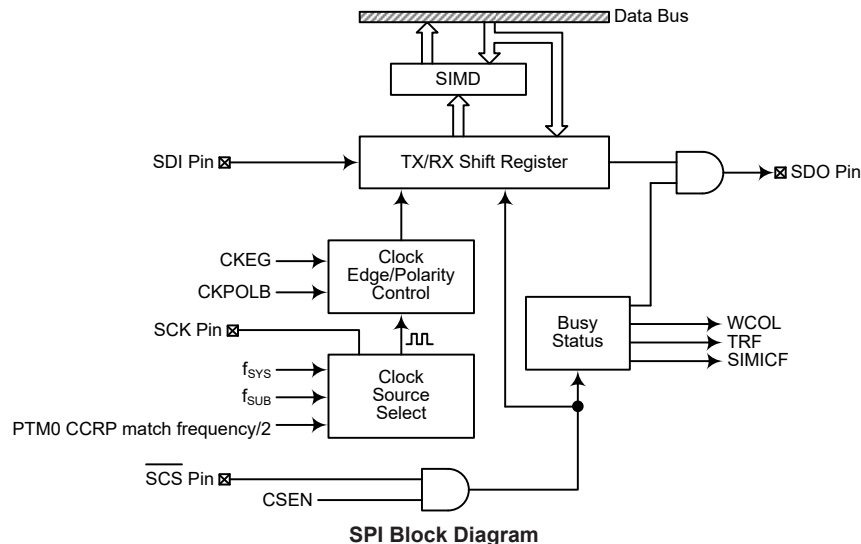 Data Bus
SIMD
SDI Pin
TX/RX Shift Register
SDO Pin
CKEG
CKPOLB
Clock
Edge/Polarity
Control
SCK Pin
Busy
Status
WCOL
TRF
SIMICF
fSYS
fSUB
PTM0 CCRP match frequency/2
Clock
Source
Select
SCS Pin
CSEN
SPI Block Diagram